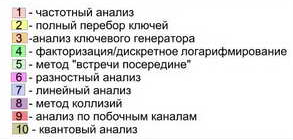 1 - частотный анализ
2 - полный перебор ключей
3 -анализ ключевого генератора
4 - факторизация/дискретное логарифмирование
5 - метод "встречи посередине"
6 - разностный анализ
7 - линейный анализ
8 - метод коллизий
9 - анализ по побочным каналам
10 - квантовый анализ